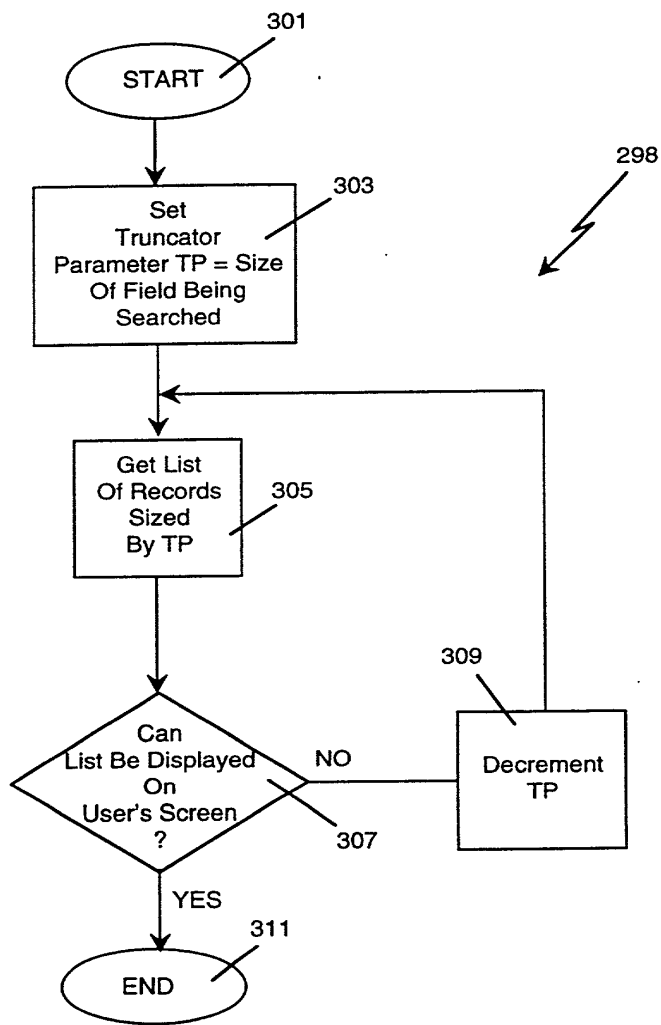 301
START
298
303
Set
Truncator
Parameter TP = Size
Of Field Being
Searched
Get List
Of Records
Sized
By TP
305
309
Can
List Be Displayed
On
User's Screen
?
NO
307
Decrement
TP
YES
311
END